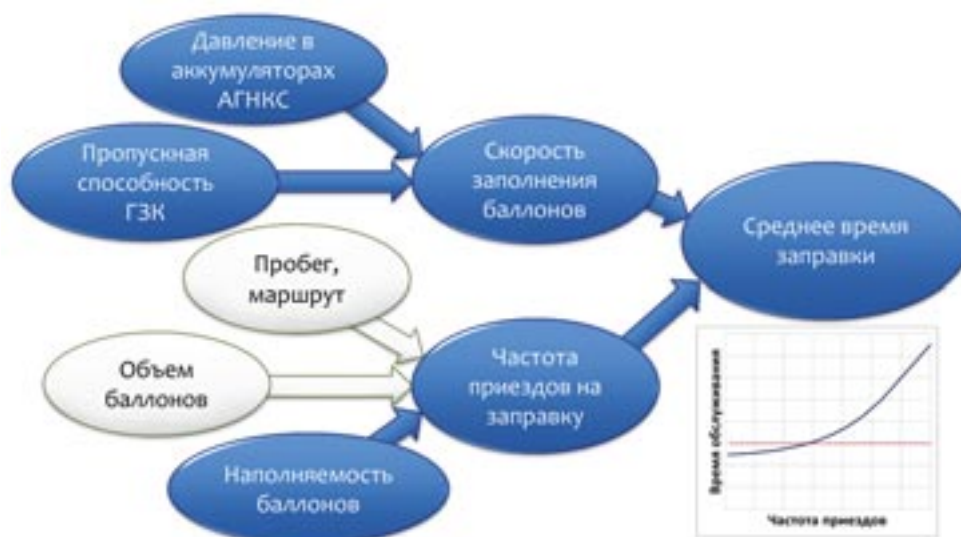 Давление в
аккумуляторах
АГНКС
Пропускная
способность
ГЗК
Скорость
заполнения
баллонов
Среднее время
заправки
Пробег,
маршрут
Объем
баллонов
Частота
приездов на
заправку
Наполняемость
баллонов
Время обслуживания
Частота приездов